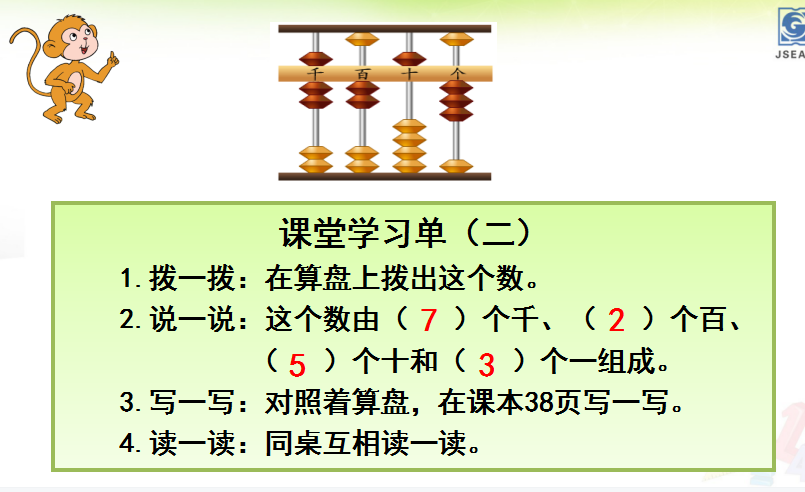 JSEA
千 百 十 个
课堂学习单（二）
1.拨一拨：在算盘上拨出这个数。
2.说一说：这个数由（ 7 ）个千、（ 2 ）个百、
（ 5 ）个十和（ 3 ）个一组成。
3.写一写：对照着算盘，在课本38页写一写。
4.读一读：同桌互相读一读。